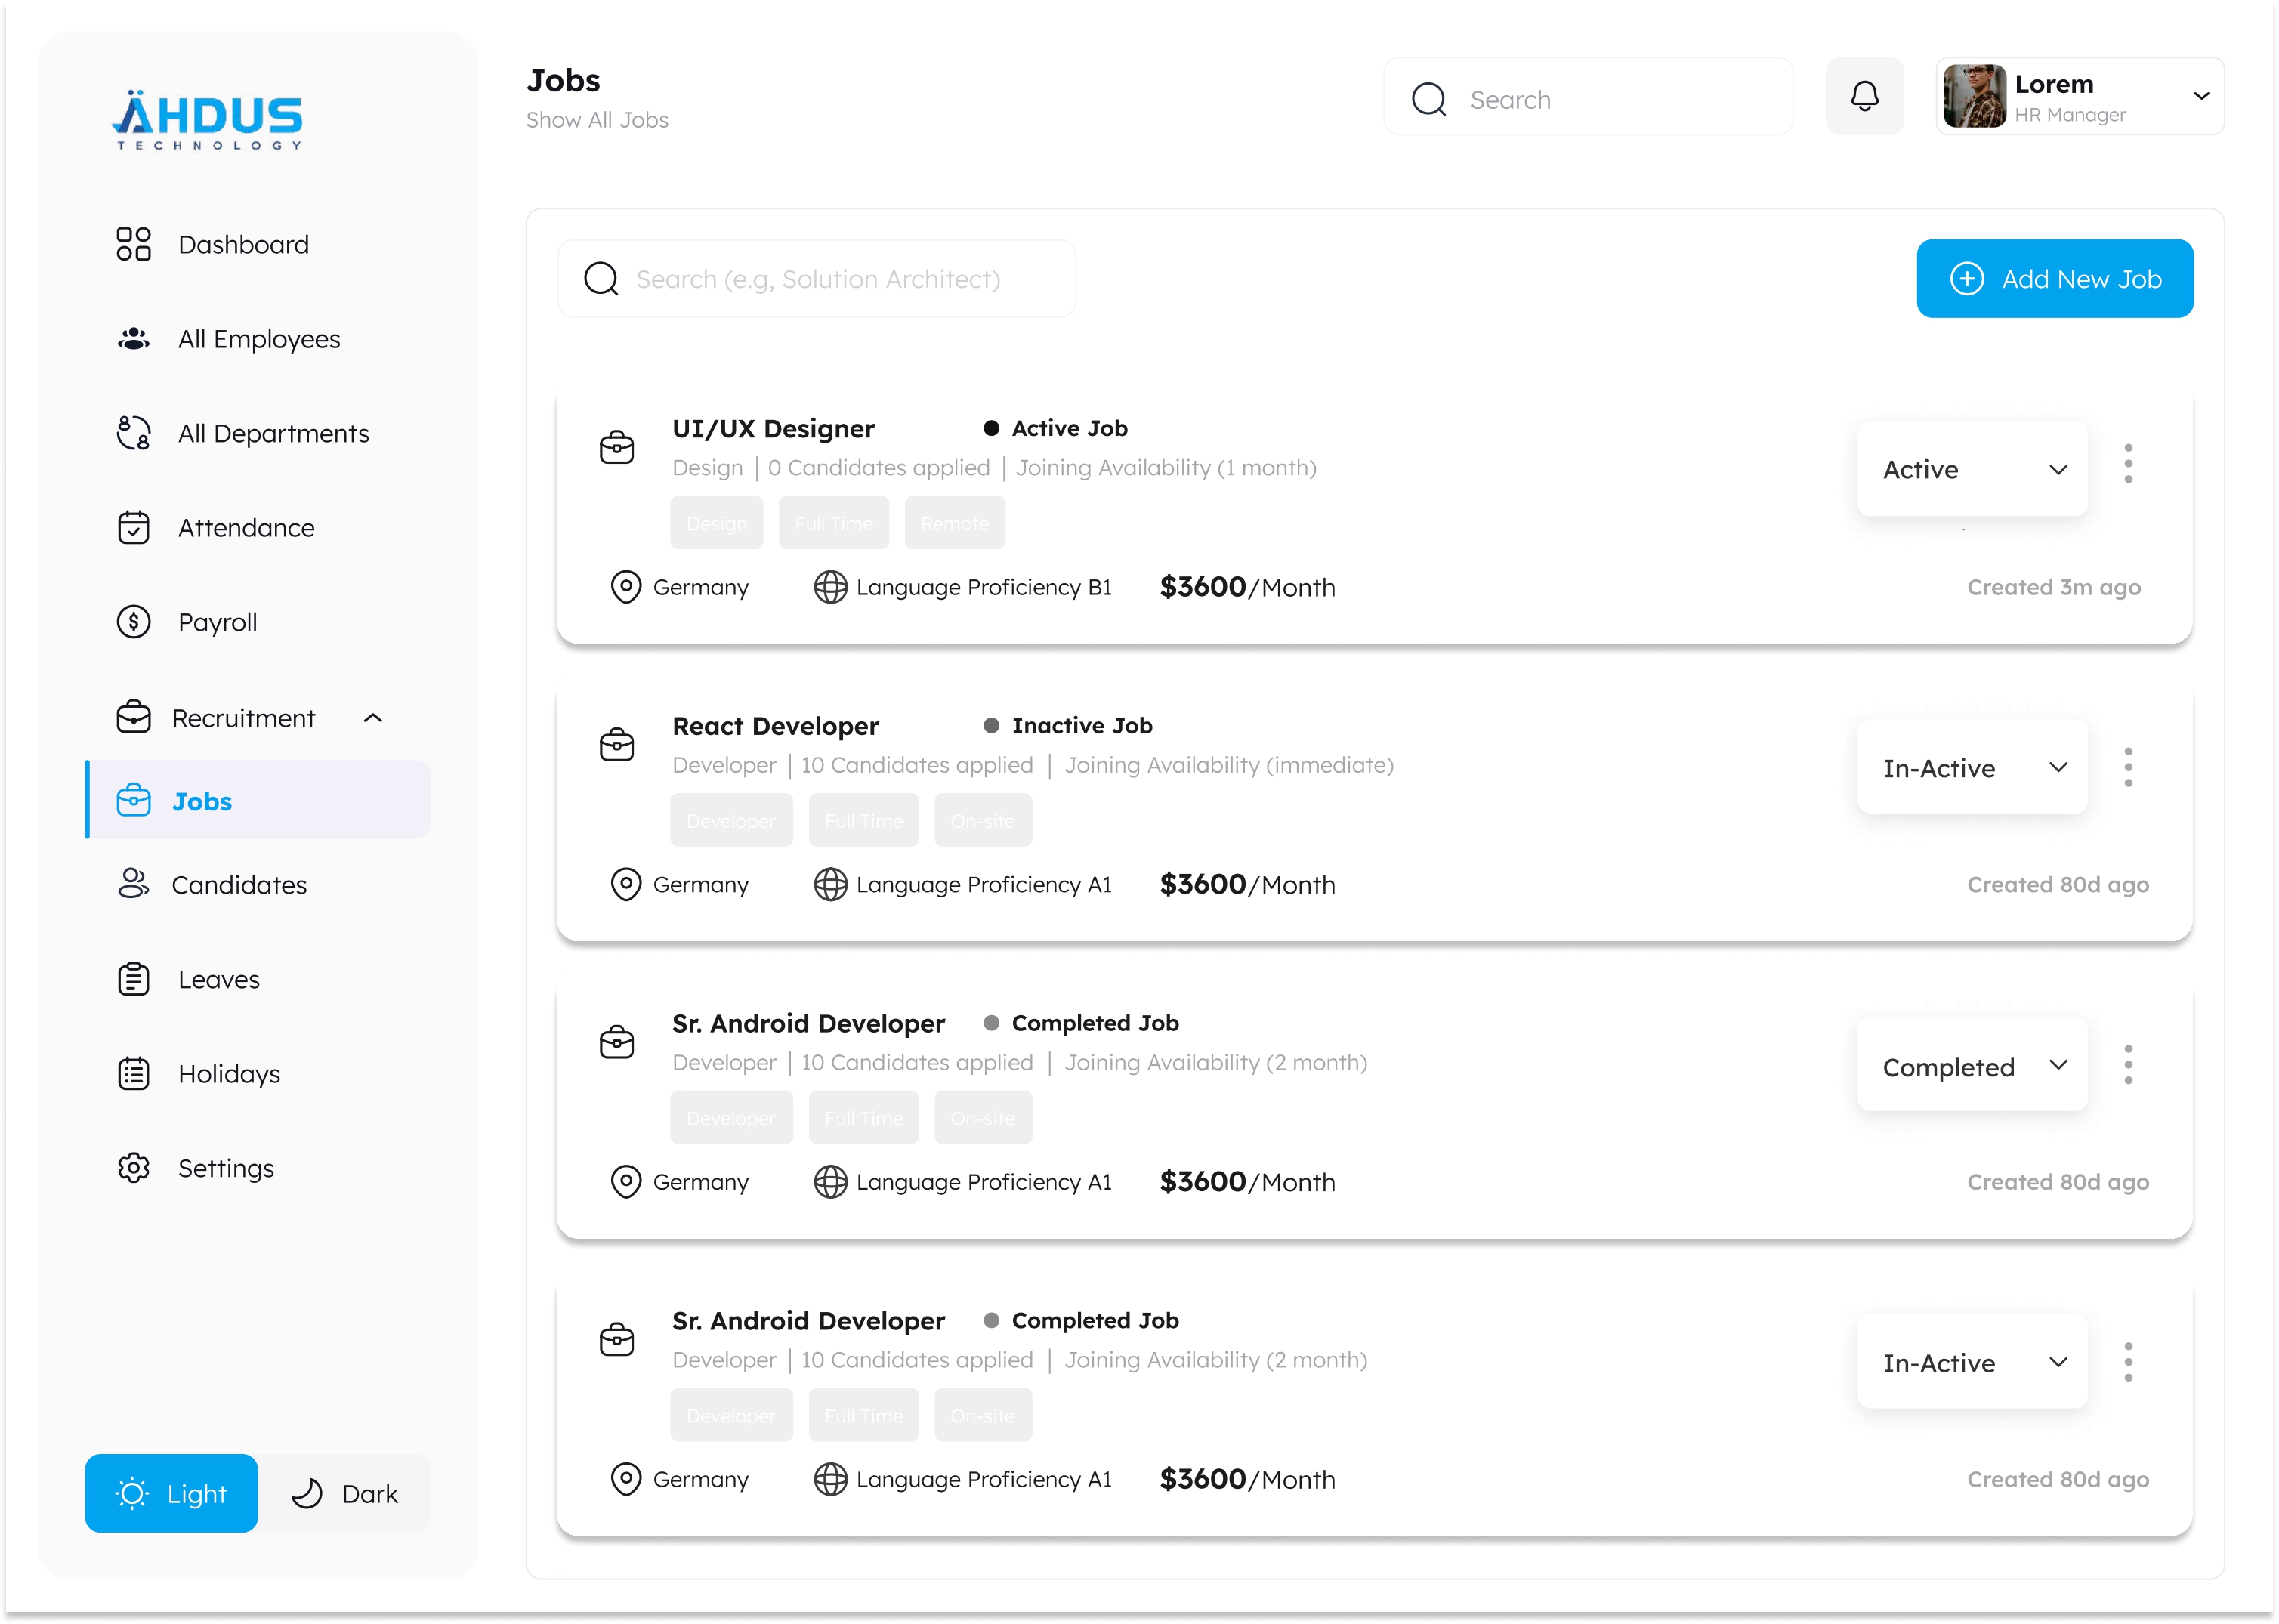 ÄHDUS
TECHNOLOGY
Dashboard
All Employees
All Departments
Attendance
Payroll
Recruitment
Jobs
Candidates
Leaves
Holidays
Settings
Light
Dark
Jobs
Show All Jobs
Search
Lorem
HR Manager
Search (e.g, Solution Architect)
Add New Job
UI/UX Designer Active Job
Design | 0 Candidates applied | Joining Availability (1 month)
Design Full Time Remote
Active
Germany Language Proficiency B1 $3600/Month Created 3m ago
React Developer Inactive Job
Developer | 10 Candidates applied | Joining Availability (immediate)
Developer Full Time On-site
In-Active
Germany Language Proficiency A1 $3600/Month Created 80d ago
Sr. Android Developer Completed Job
Developer | 10 Candidates applied | Joining Availability (2 month)
Developer Full Time On-site
Completed
Germany Language Proficiency A1 $3600/Month Created 80d ago
Sr. Android Developer Completed Job
Developer | 10 Candidates applied | Joining Availability (2 month)
Developer Full Time On-site
In-Active
Germany Language Proficiency A1 $3600/Month Created 80d ago